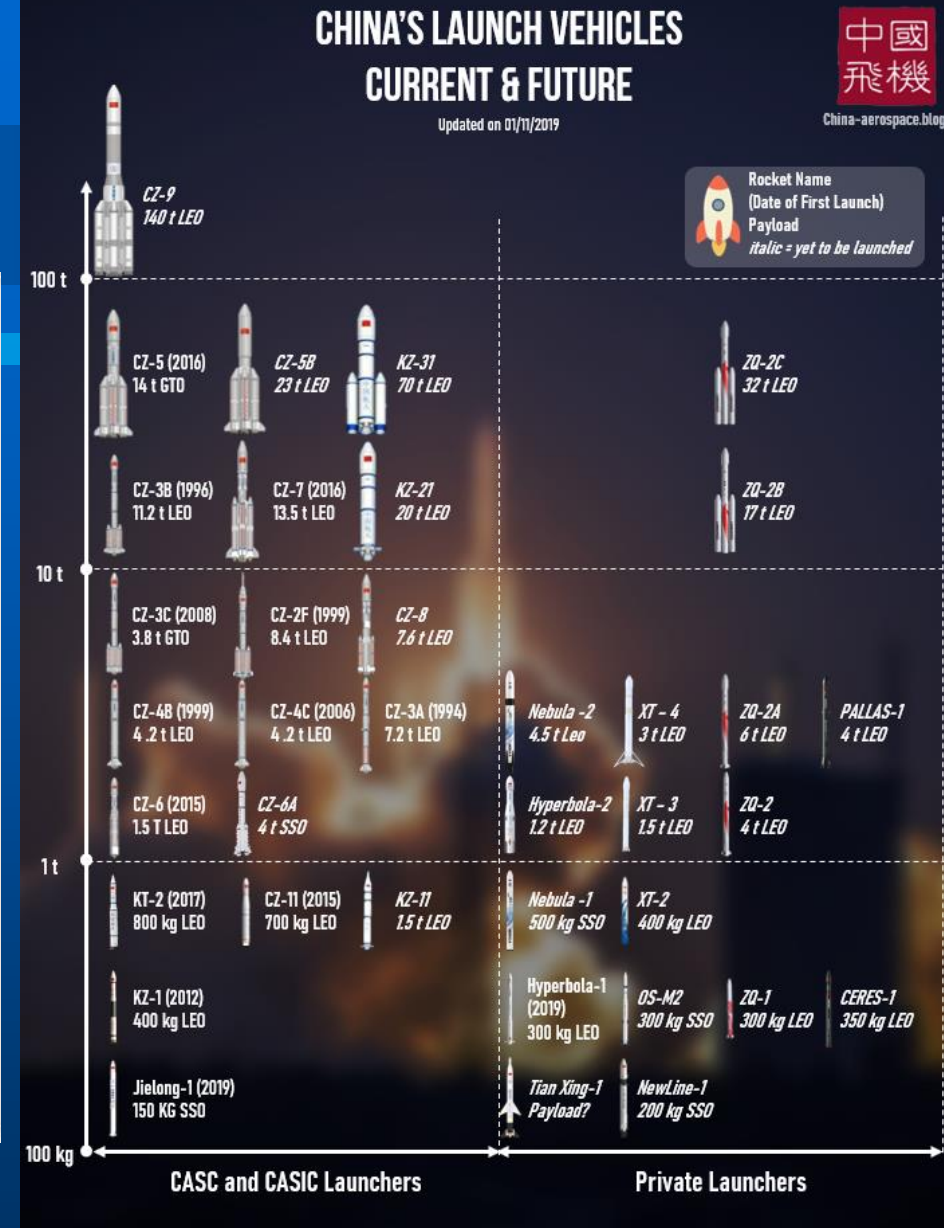 CHINA'S LAUNCH VEHICLES
CURRENT & FUTURE
Updated on 01/11/2019
中國
飛機
China-aerospace.blog
Rocket Name
(Date of First Launch)
Payload
italic = yet to be launched
CZ-9
140 t LEO
100 t
CZ-5 (2016)
14 t GTO
CZ-5B
23 t LEO
KZ-31
70 t LEO
ZQ-2C
32 t LEO
CZ-3B (1996)
11.2 t LEO
CZ-7 (2016)
13.5 t LEO
KZ-21
20 t LEO
ZQ-2B
17 t LEO
10 t
CZ-3C (2008)
3.8 t GTO
CZ-2F (1999)
8.4 t LEO
CZ-8
7.6 t LEO
CZ-4B (1999)
4 .2 t LEO
CZ-4C (2006)
4 .2 t LEO
CZ-3A (1994)
7.2 t LEO
Nebula -2
4.5 t Leo
XT - 4
3 t LEO
ZQ-2A
6 t LEO
PALLAS-1
4 t LEO
CZ-6 (2015)
1.5 T LEO
CZ-6A
4 t SSO
Hyperbola-2
1.2 t LEO
XT - 3
1.5 t LEO
ZQ-2
4 t LEO
1 t
KT-2 (2017)
800 kg LEO
CZ-11 (2015)
700 kg LEO
KZ-11
1.5 t LEO
Nebula -1
500 kg SSO
XT-2
400 kg LEO
KZ-1 (2012)
400 kg LEO
Hyperbola-1
(2019)
300 kg LEO
OS-M2
300 kg SSO
ZQ-1
300 kg LEO
CERES-1
350 kg LEO
Jielong-1 (2019)
150 KG SSO
Tian Xing-1
Payload?
NewLine-1
200 kg SSO
100 kg
CASC and CASIC Launchers
Private Launchers